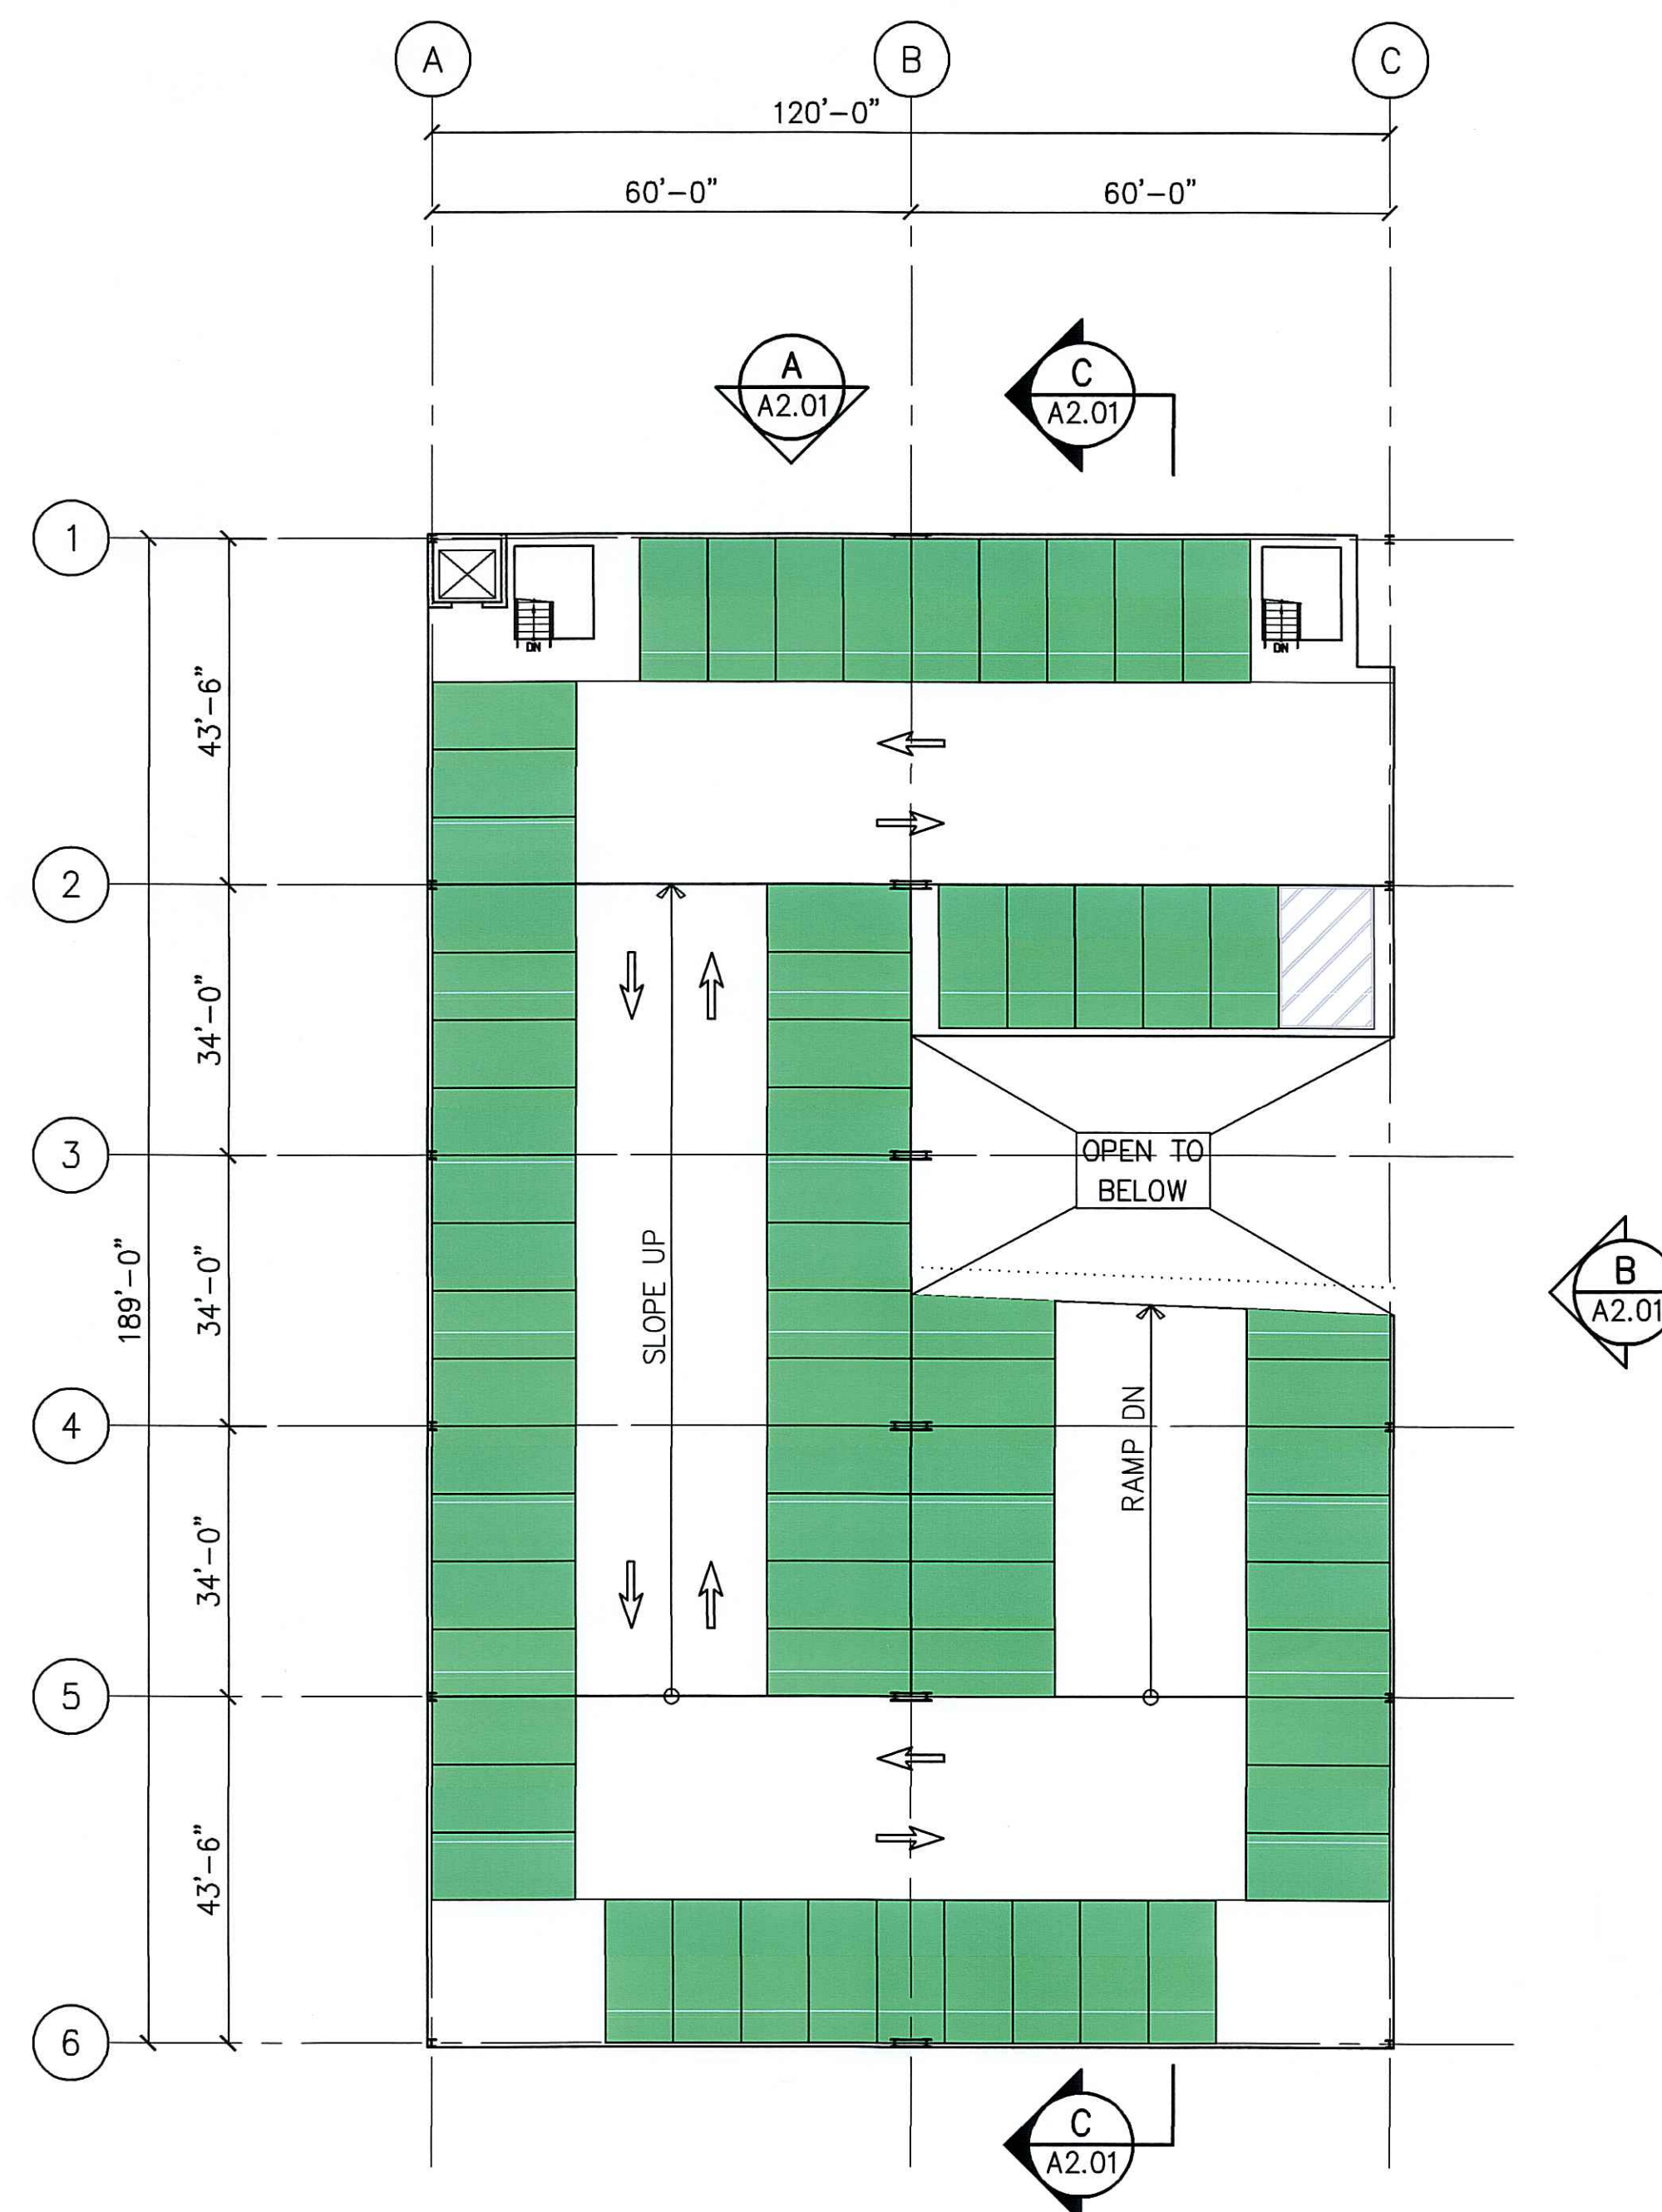 A
B
C
120'-0"
60'-0"
60'-0"
A
A2.01
C
A2.01
1
DN
DN
43'-6"
2
34'-0"
3
OPEN TO
BELOW
SLOPE UP
189'-0"
34'-0"
B
A2.01
4
RAMP DN
34'-0"
5
43'-6"
6
C
A2.01